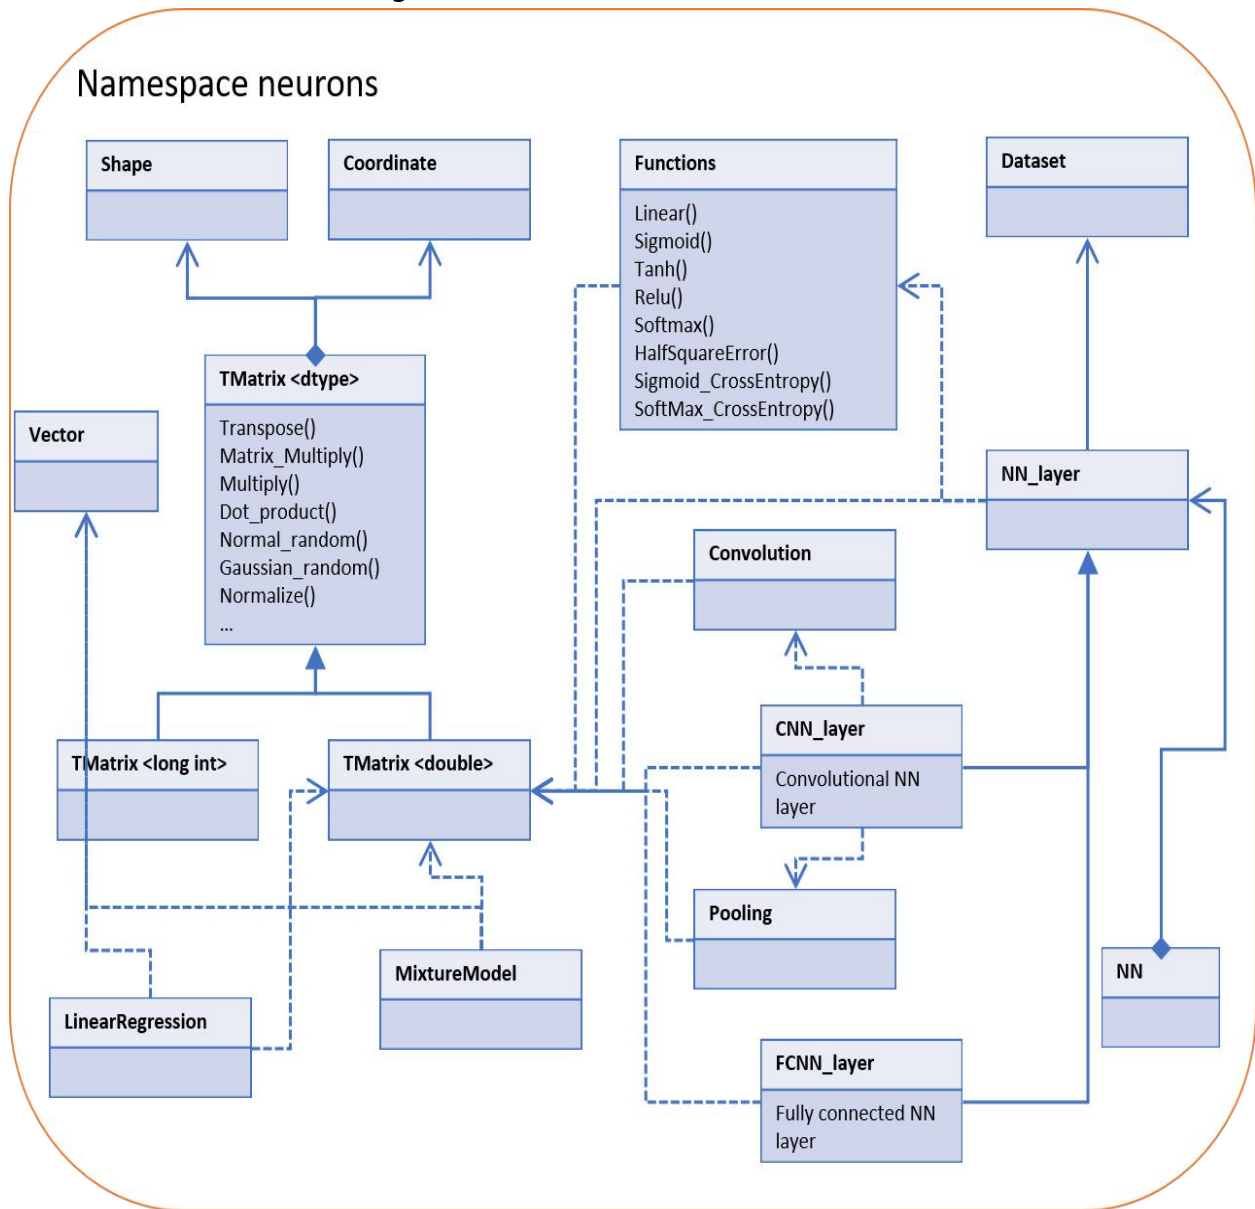 Namespace neurons
Shape
Coordinate
Functions
Linear()
Sigmoid()
Tanh()
Relu()
Softmax()
HalfSquareError()
Sigmoid_CrossEntropy()
SoftMax_CrossEntropy()
Dataset
TMatrix <dtype>
Transpose()
Matrix_Multiply()
Multiply()
Dot_product()
Normal_random()
Gaussian_random()
Normalize()
...
Vector
NN_layer
Convolution
TMatrix <long int>
TMatrix <double>
CNN_layer
Convolutional NN
layer
Pooling
MixtureModel
NN
LinearRegression
FCNN_layer
Fully connected NN
layer